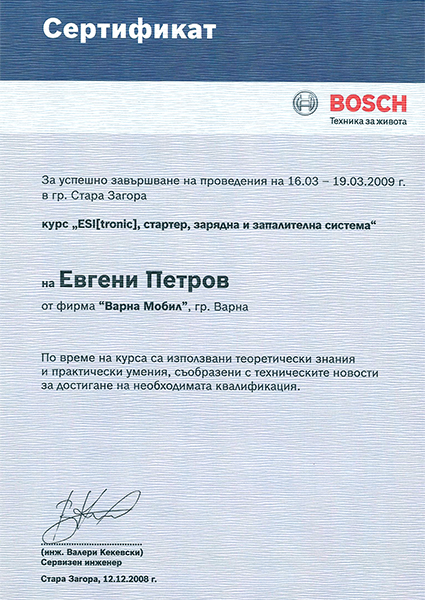 Сертификат
BOSCH
Техника за живота
За успешно завършване на проведения на 16.03 – 19.03.2009 г.
в гр. Стара Загора
курс „ESI[tronic], стартер, зарядна и запалителна система“
на Евгени Петров
от фирма “Варна Мобил”, гр. Варна
По време на курса са използвани теоретически знания
и практически умения, съобразени с техническите новости
за достигане на необходимата квалификация.
(инж. Валери Кекевски)
Сервизен инженер
Стара Загора, 12.12.2008 г.